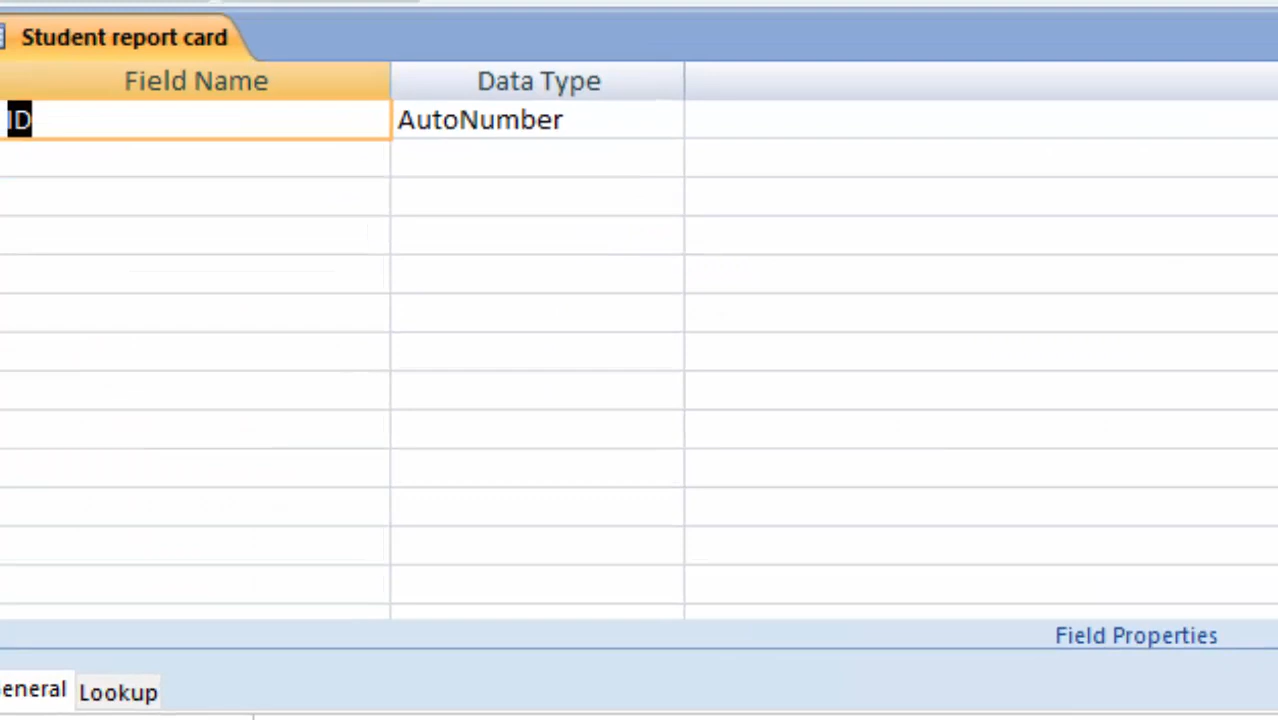 Student report card
Field Name Data Type
ID AutoNumber
Field Properties
eneral Lookup